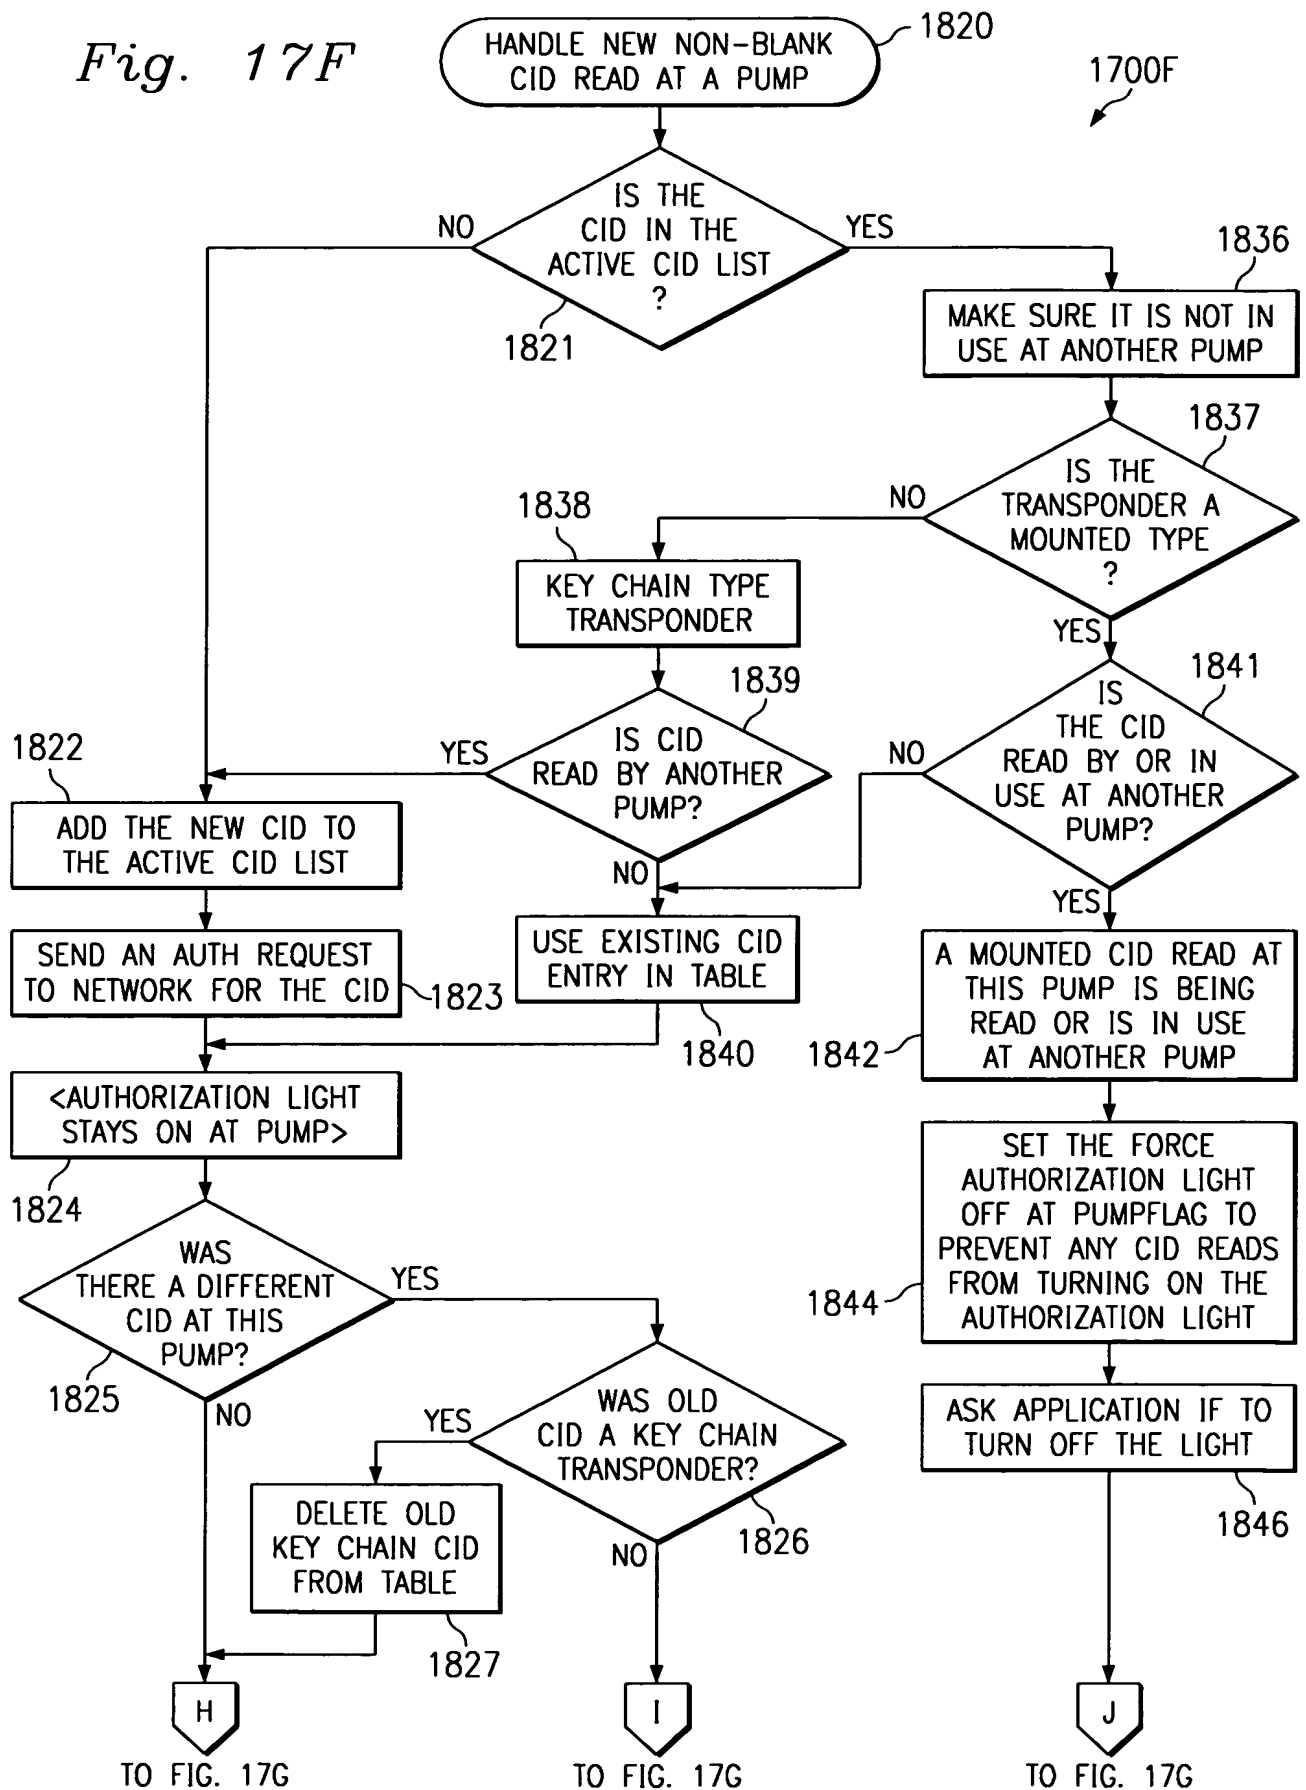 Fig. 17F
HANDLE NEW NON-BLANK
CID READ AT A PUMP
1820
1700F
IS THE
CID IN THE
ACTIVE CID LIST
?
NO
YES
1821
1836
MAKE SURE IT IS NOT IN
USE AT ANOTHER PUMP
1837
IS THE
TRANSPONDER A
MOUNTED TYPE
?
NO
YES
1838
KEY CHAIN TYPE
TRANSPONDER
1839
IS CID
READ BY ANOTHER
PUMP?
YES
NO
1841
IS
THE CID
READ BY OR IN
USE AT ANOTHER
PUMP?
NO
YES
1822
ADD THE NEW CID TO
THE ACTIVE CID LIST
SEND AN AUTH REQUEST
TO NETWORK FOR THE CID
1823
USE EXISTING CID
ENTRY IN TABLE
1840
A MOUNTED CID READ AT
THIS PUMP IS BEING
READ OR IS IN USE
AT ANOTHER PUMP
1842
<AUTHORIZATION LIGHT
STAYS ON AT PUMP>
1824
SET THE FORCE
AUTHORIZATION LIGHT
OFF AT PUMPFLAG TO
PREVENT ANY CID READS
FROM TURNING ON THE
AUTHORIZATION LIGHT
1844
WAS
THERE A DIFFERENT
CID AT THIS
PUMP?
YES
1825
NO
WAS OLD
CID A KEY CHAIN
TRANSPONDER?
YES
1826
NO
ASK APPLICATION IF TO
TURN OFF THE LIGHT
1846
DELETE OLD
KEY CHAIN CID
FROM TABLE
1827
H
I
J
TO FIG. 17G
TO FIG. 17G
TO FIG. 17G